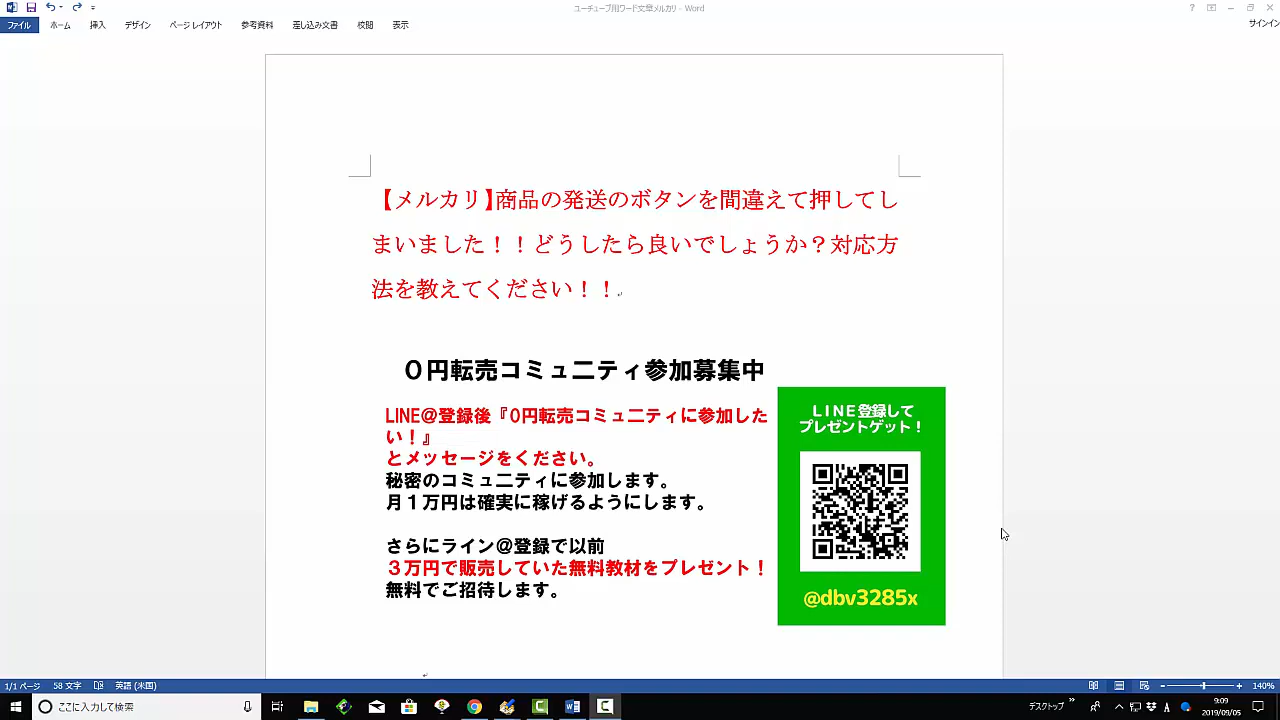 ユーチューブ用ワード文章メルカリ - Word
サインイン
ファイル ホーム 挿入 デザイン ページ レイアウト 参考資料 差し込み文書 校閲 表示
【メルカリ】商品の発送のボタンを間違えて押してし
まいました！！どうしたら良いでしょうか？対応方
法を教えてください！！
０円転売コミュニティ参加募集中
LINE@登録後『0円転売コミュニティに参加した
い！』
とメッセージをください。
秘密のコミュニティに参加します。
月１万円は確実に稼げるようにします。
さらにライン@登録で以前
３万円で販売していた無料教材をプレゼント！
無料でご招待します。
ＬＩＮＥ登録して
プレゼントゲット！
@dbv3285x
1/1 ページ 58 文字 英語 (米国) 140%
ここに入力して検索
デスクトップ
9:09
2019/09/05